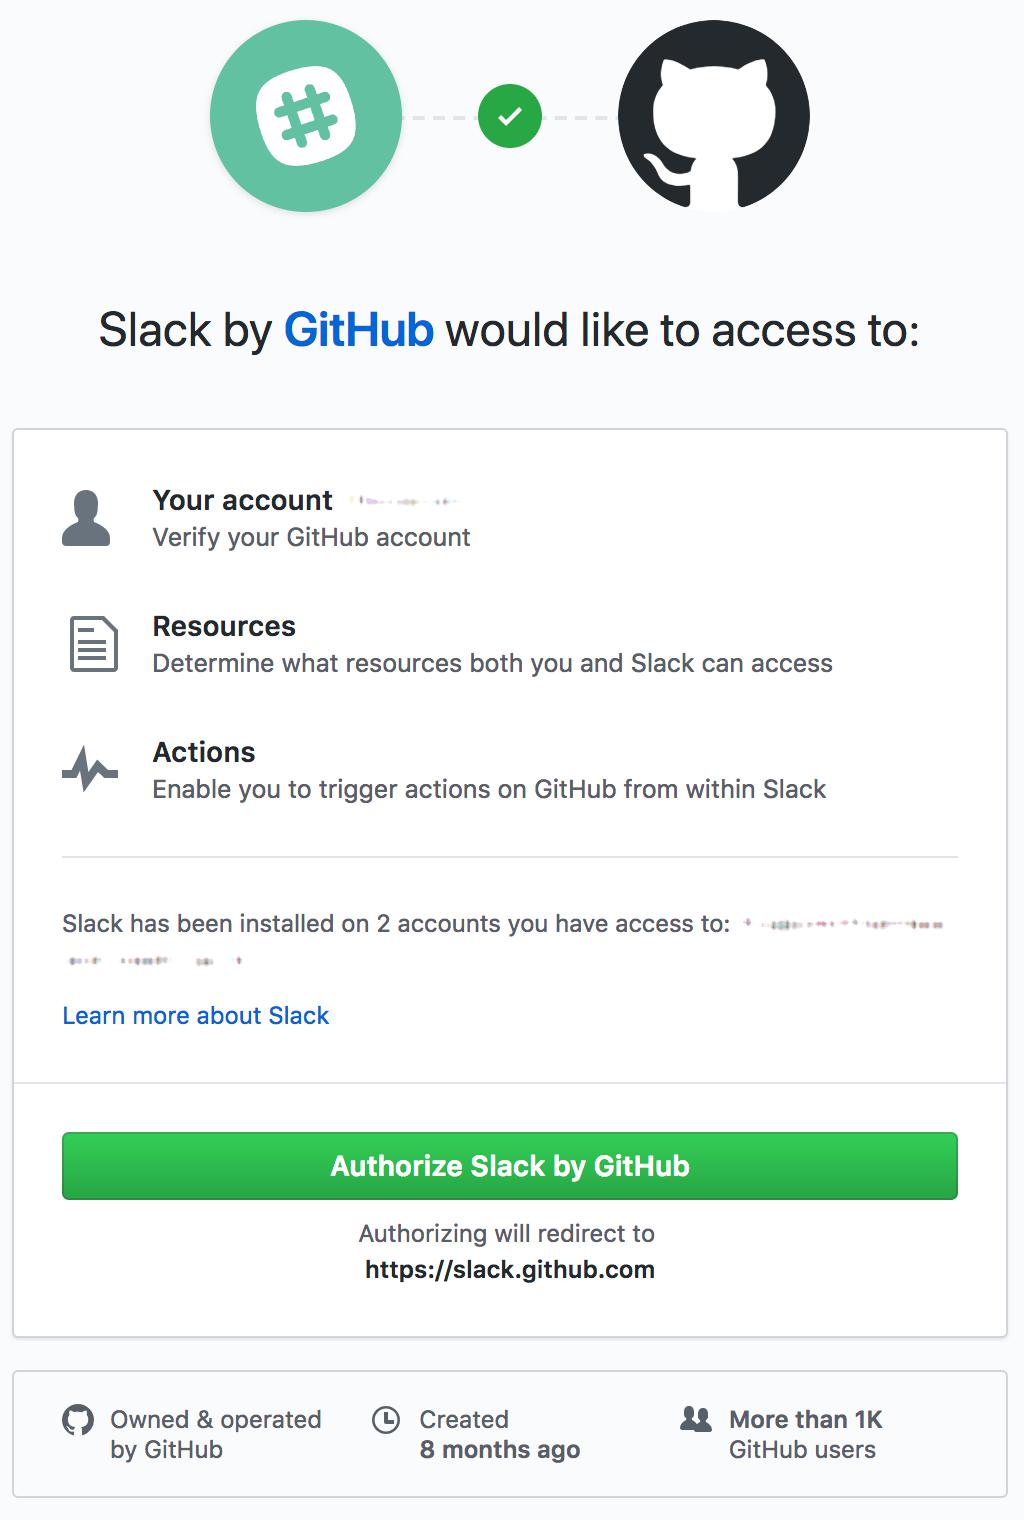 Slack by GitHub would like to access to:
Your account
Verify your GitHub account
Resources
Determine what resources both you and Slack can access
Actions
Enable you to trigger actions on GitHub from within Slack
Slack has been installed on 2 accounts you have access to:
Learn more about Slack
Authorize Slack by GitHub
Authorizing will redirect to
https://slack.github.com
Owned & operated
by GitHub
Created
8 months ago
More than 1K
GitHub users